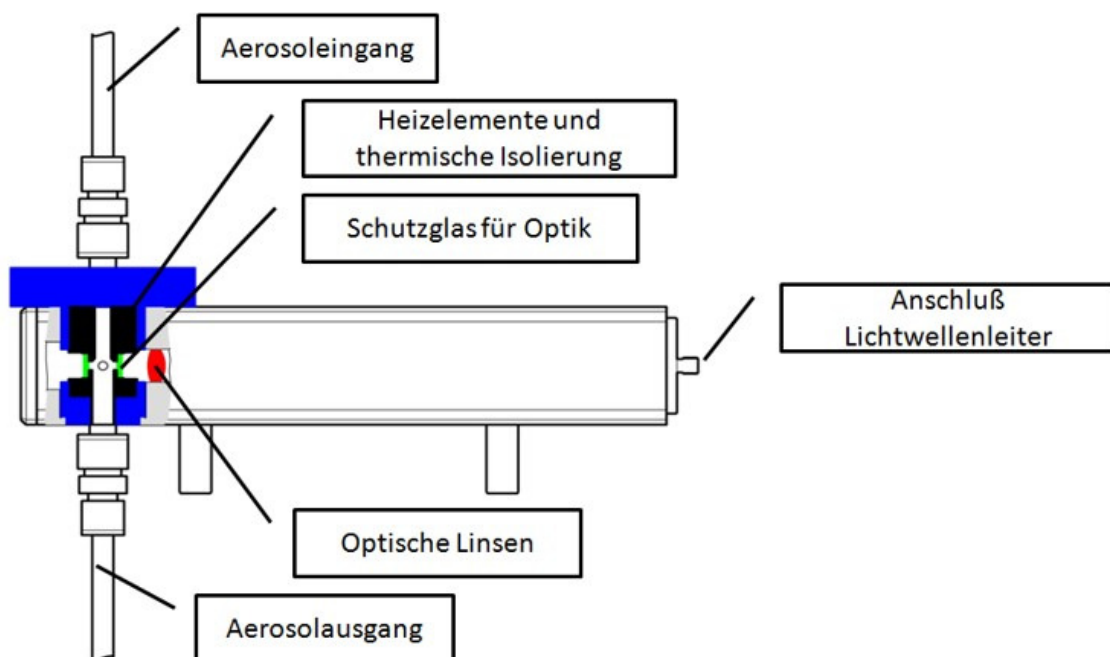 Aerosoleingang
Heizelemente und
thermische Isolierung
Schutzglas für Optik
Anschluß
Lichtwellenleiter
Optische Linsen
Aerosolausgang